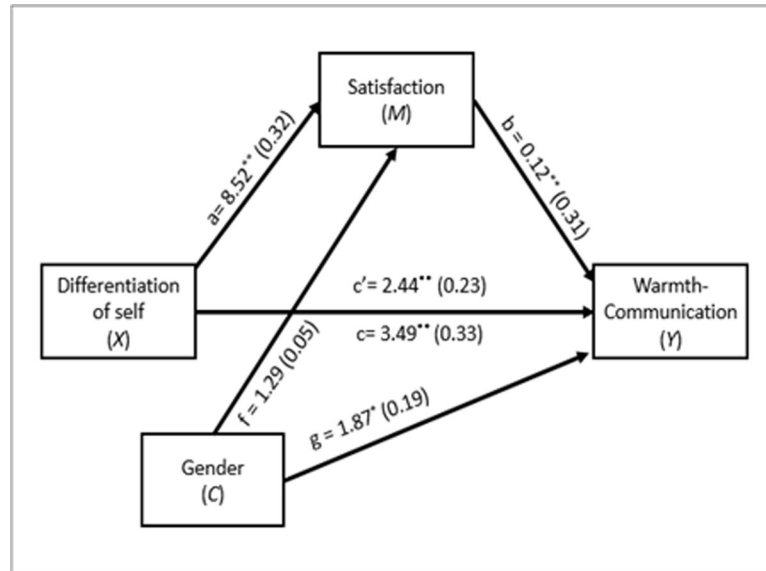 Satisfaction
(M)
a= 8.52** (0.32)
b = 0.12** (0.31)
Differentiation
of self
(X)
c'= 2.44** (0.23)
c= 3.49** (0.33)
Warmth-
Communication
(Y)
f = 1.29 (0.05)
g = 1.87* (0.19)
Gender
(C)